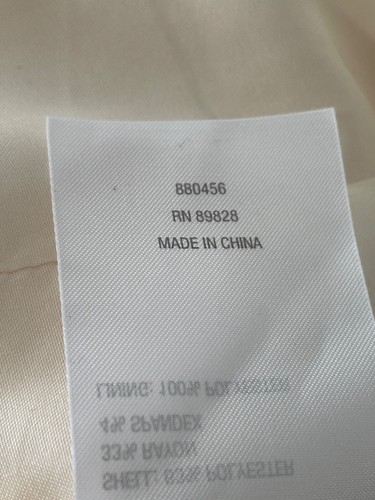 880456
RN 89828
MADE IN CHINA
SHELL: 63% POLYESTER
33% RAYON
4% SPANDEX
LINING: 100% POLYESTER